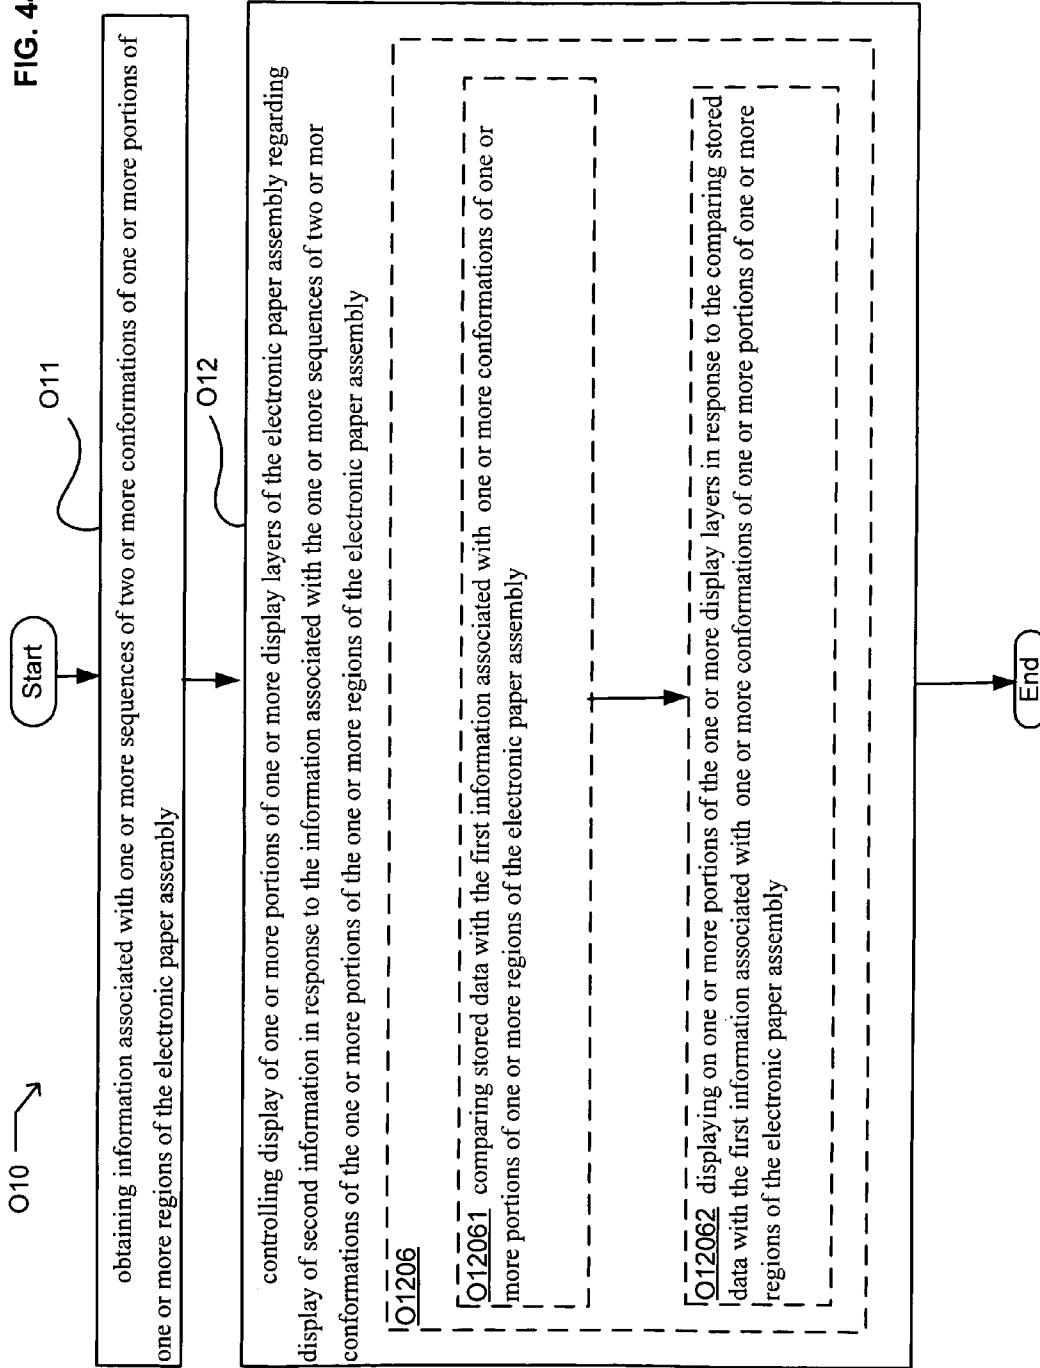 FIG. 4
O10
Start
O11
obtaining information associated with one or more sequences of two or more conformations of one or more portions of
one or more regions of the electronic paper assembly
O12
controlling display of one or more portions of one or more display layers of the electronic paper assembly regarding
display of second information in response to the information associated with the one or more sequences of two or mor
conformations of the one or more portions of the one or more regions of the electronic paper assembly
O1206
O12061 comparing stored data with the first information associated with one or more conformations of one or
more portions of one or more regions of the electronic paper assembly
O12062 displaying on one or more portions of the one or more display layers in response to the comparing stored
data with the first information associated with one or more conformations of one or more portions of one or more
regions of the electronic paper assembly
End